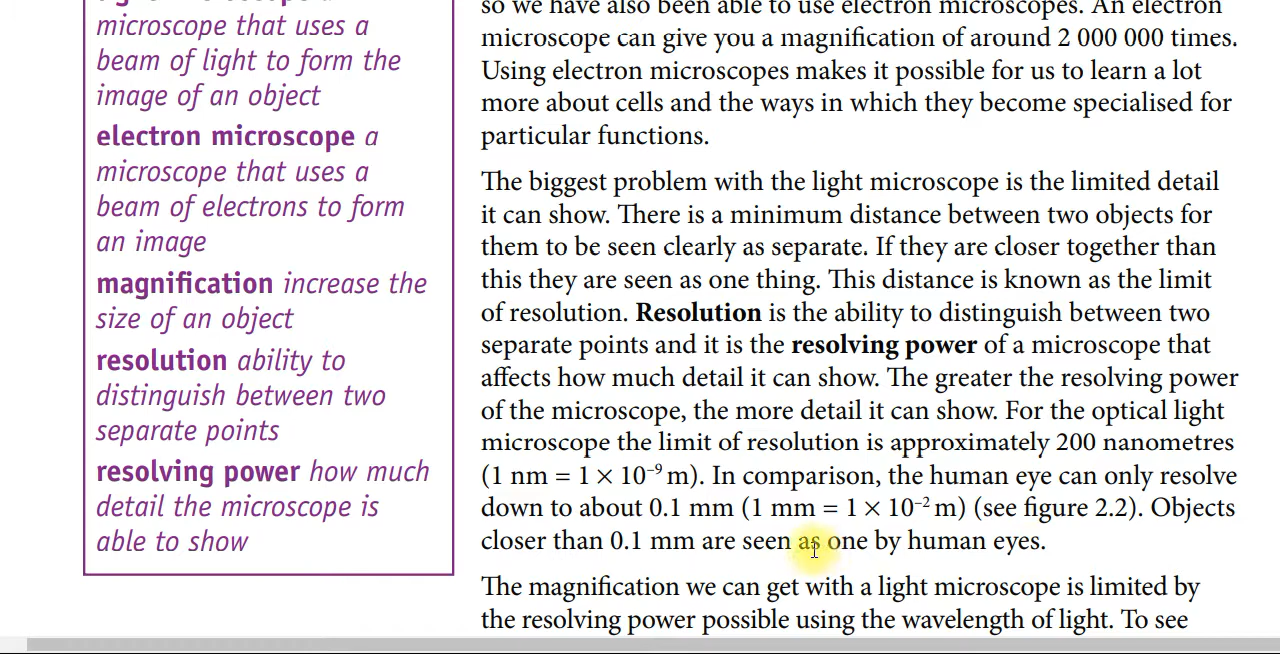 microscope that uses a
beam of light to form the
image of an object
electron microscope a
microscope that uses a
beam of electrons to form
an image
magnification increase the
size of an object
resolution ability to
distinguish between two
separate points
resolving power how much
detail the microscope is
able to show
so we have also been able to use electron microscopes. An electron
microscope can give you a magnification of around 2 000 000 times.
Using electron microscopes makes it possible for us to learn a lot
more about cells and the ways in which they become specialised for
particular functions.
The biggest problem with the light microscope is the limited detail
it can show. There is a minimum distance between two objects for
them to be seen clearly as separate. If they are closer together than
this they are seen as one thing. This distance is known as the limit
of resolution. Resolution is the ability to distinguish between two
separate points and it is the resolving power of a microscope that
affects how much detail it can show. The greater the resolving power
of the microscope, the more detail it can show. For the optical light
microscope the limit of resolution is approximately 200 nanometres
(1 nm = 1 × 10⁻⁹ m). In comparison, the human eye can only resolve
down to about 0.1 mm (1 mm = 1 × 10⁻² m) (see figure 2.2). Objects
closer than 0.1 mm are seen as one by human eyes.
The magnification we can get with a light microscope is limited by
the resolving power possible using the wavelength of light. To see